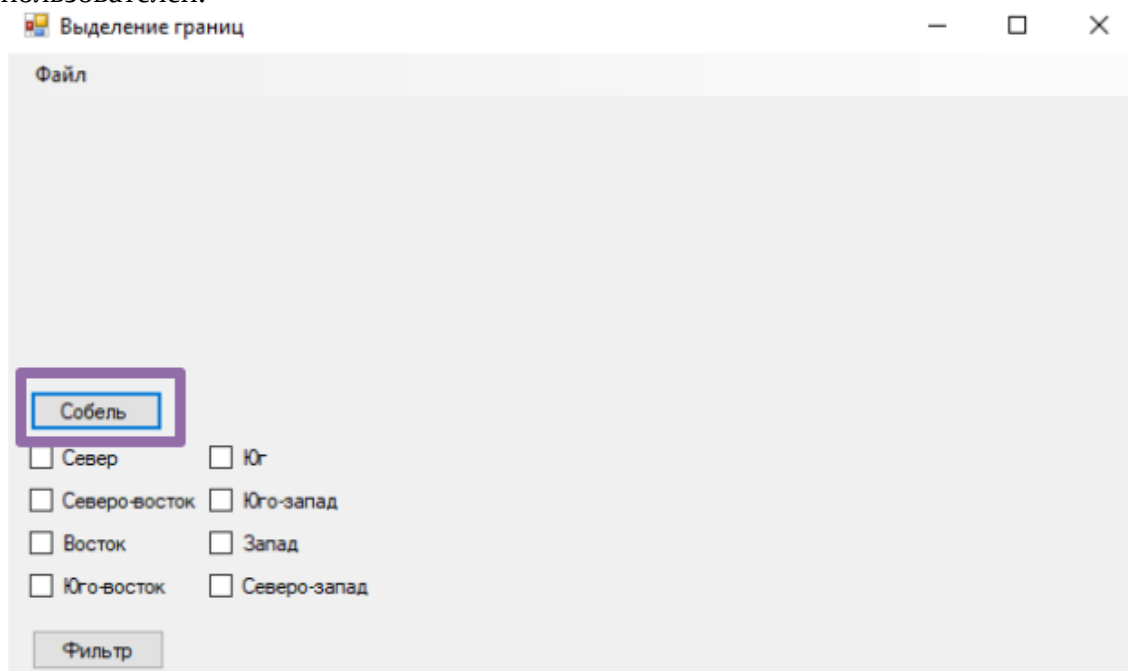 Выделение границ
Файл
Собель
Север Юг
Северо-восток Юго-запад
Восток Запад
Юго-восток Северо-запад
Фильтр